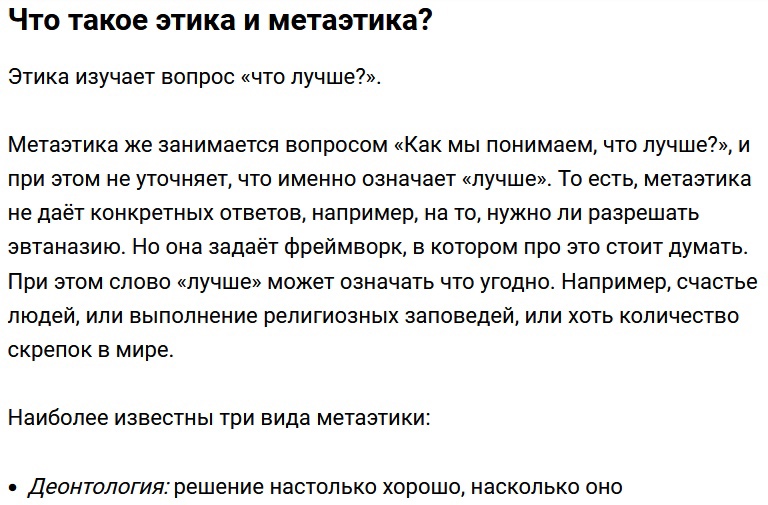 Что такое этика и метаэтика?
Этика изучает вопрос «что лучше?».
Метаэтика же занимается вопросом «Как мы понимаем, что лучше?», и
при этом не уточняет, что именно означает «лучше». То есть, метаэтика
не даёт конкретных ответов, например, на то, нужно ли разрешать
эвтаназию. Но она задаёт фреймворк, в котором про это стоит думать.
При этом слово «лучше» может означать что угодно. Например, счастье
людей, или выполнение религиозных заповедей, или хоть количество
скрепок в мире.
Наиболее известны три вида метаэтики:
• Деонтология: решение настолько хорошо, насколько оно